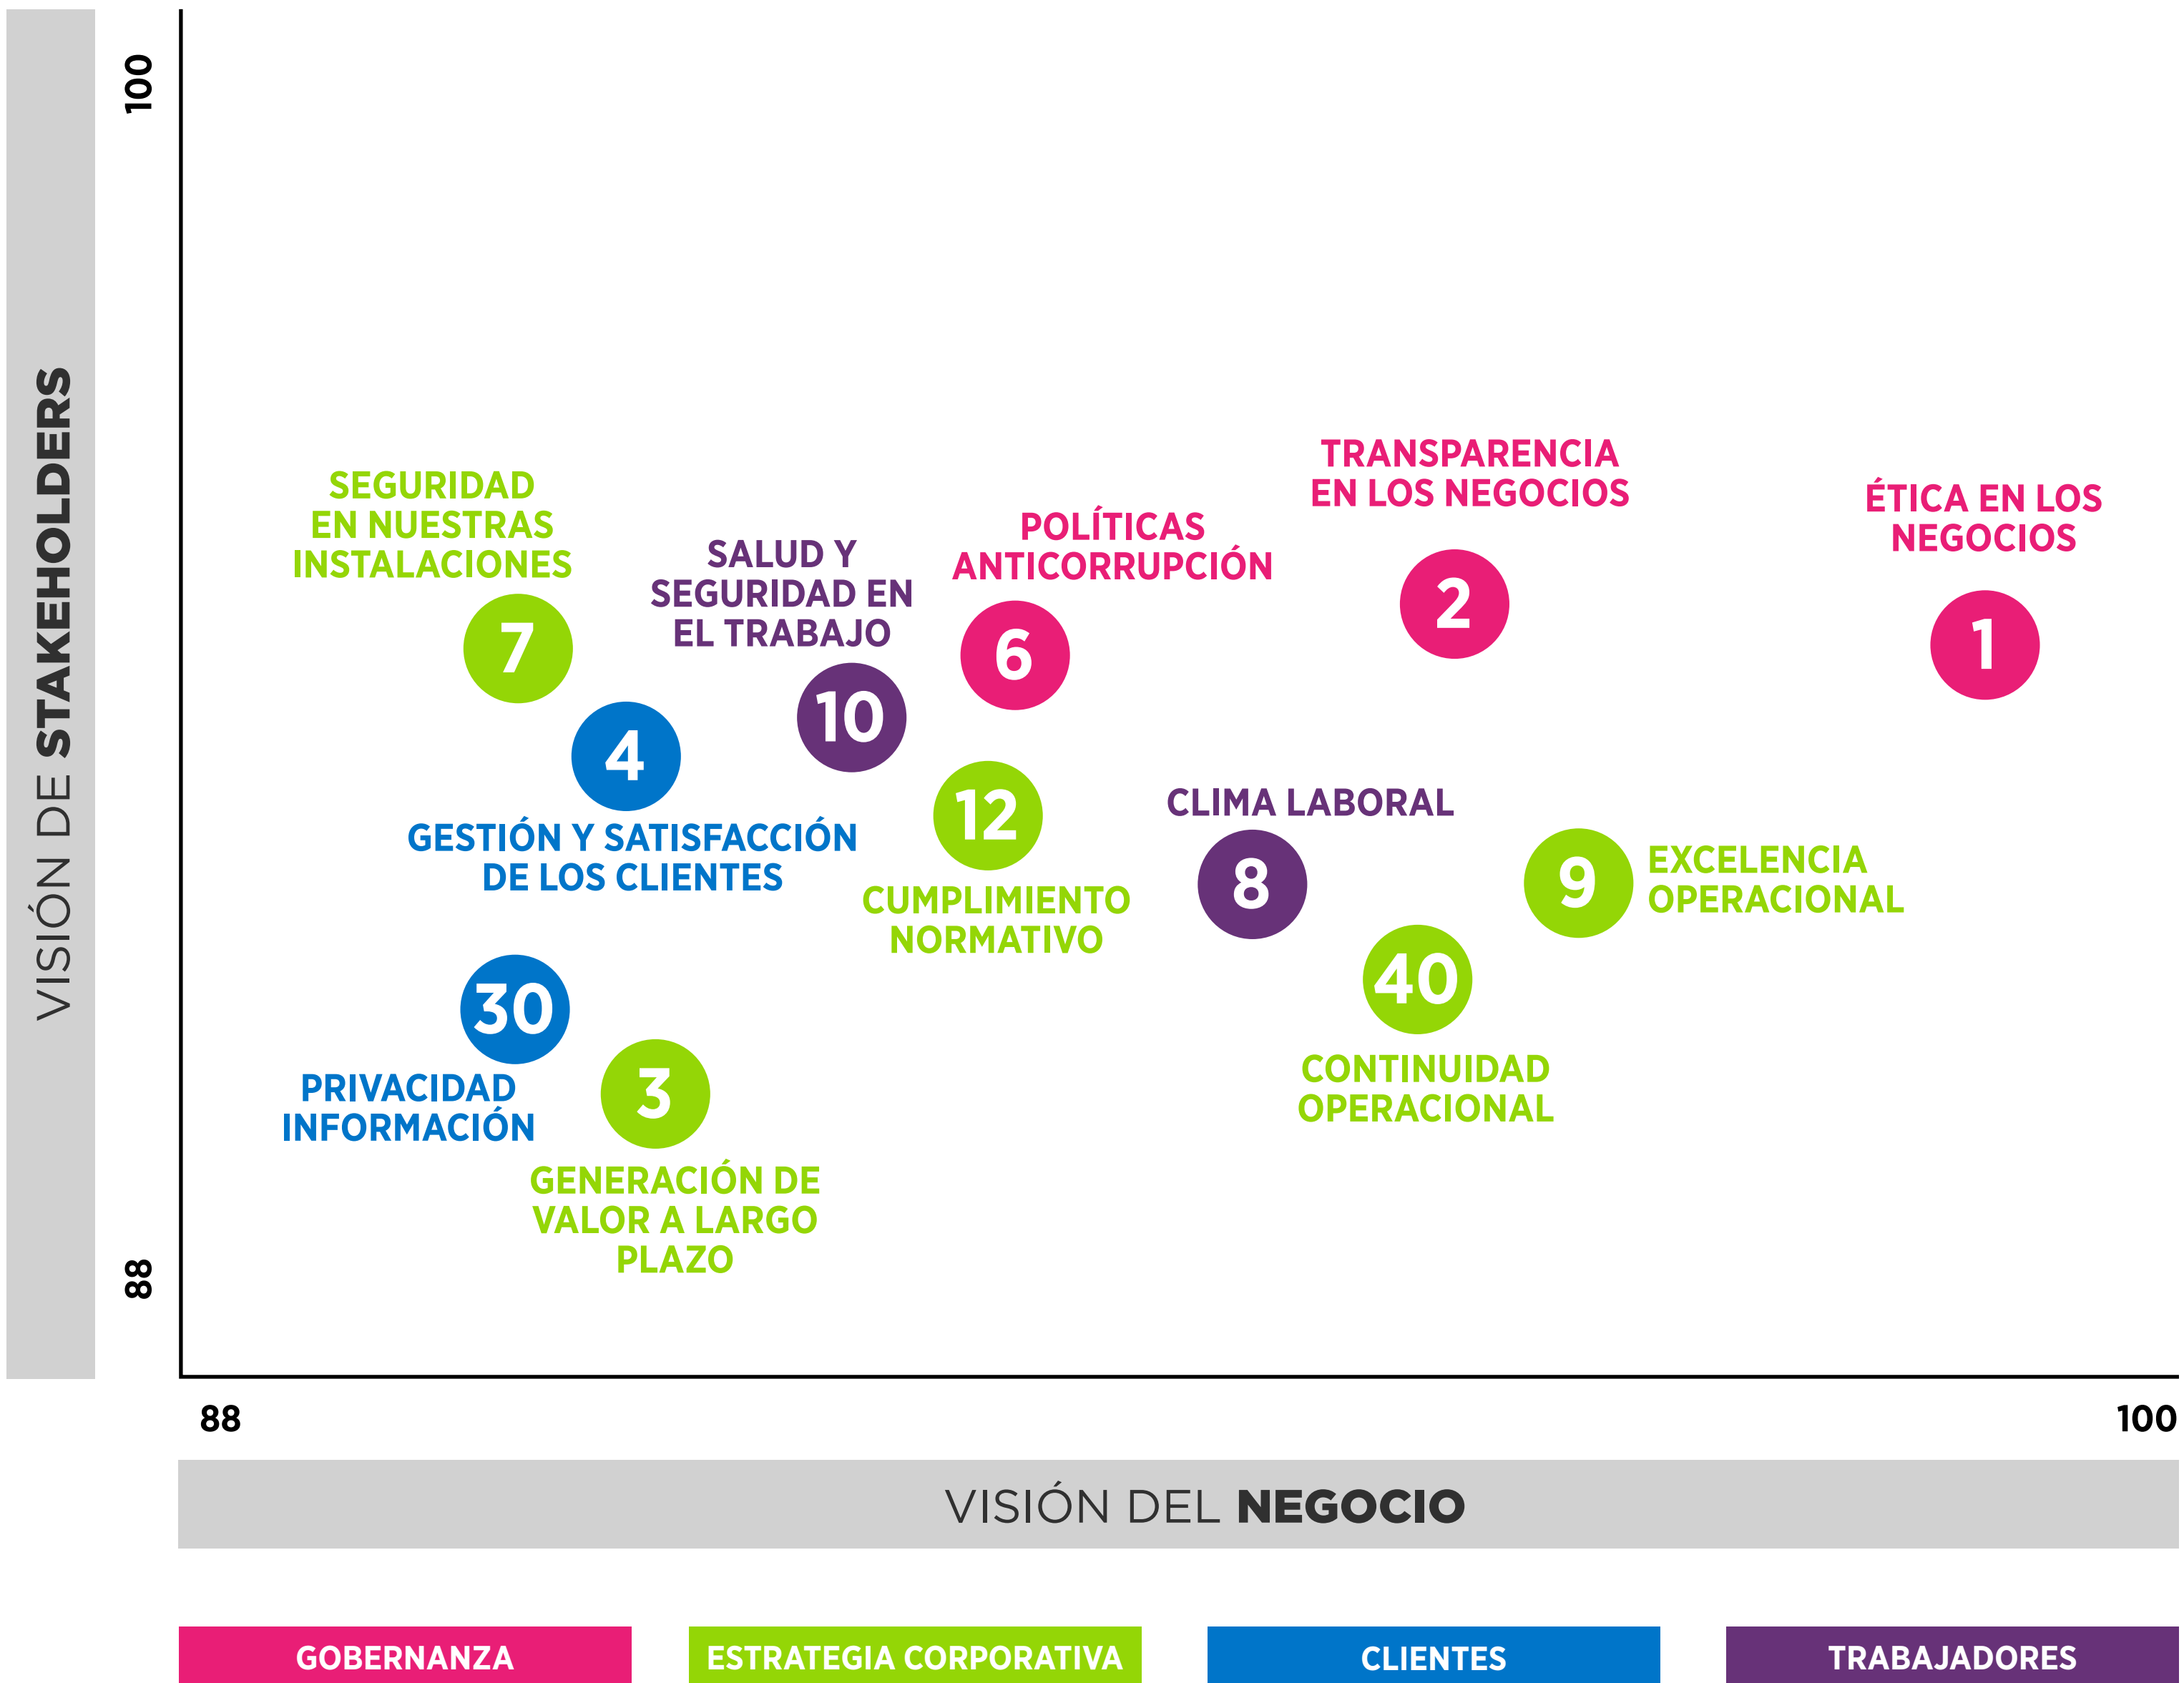 100
VISIÓN DE STAKEHOLDERS
88
SEGURIDAD
EN NUESTRAS
INSTALACIONES
7
SALUD Y
SEGURIDAD EN
EL TRABAJO
10
POLÍTICAS
ANTICORRUPCIÓN
6
TRANSPARENCIA
EN LOS NEGOCIOS
2
ÉTICA EN LOS
NEGOCIOS
1
4
GESTIÓN Y SATISFACCIÓN
DE LOS CLIENTES
12
CUMPLIMIENTO
NORMATIVO
CLIMA LABORAL
8
9
EXCELENCIA
OPERACIONAL
40
CONTINUIDAD
OPERACIONAL
30
PRIVACIDAD
INFORMACIÓN
3
GENERACIÓN DE
VALOR A LARGO
PLAZO
88
100
VISIÓN DEL NEGOCIO
GOBERNANZA
ESTRATEGIA CORPORATIVA
CLIENTES
TRABAJADORES